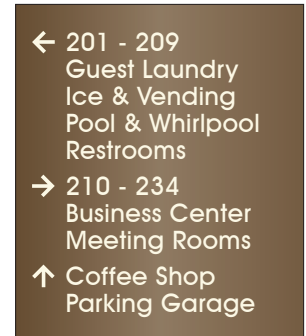 ← 201 - 209
Guest Laundry
Ice & Vending
Pool & Whirlpool
Restrooms
→ 210 - 234
Business Center
Meeting Rooms
↑ Coffee Shop
Parking Garage